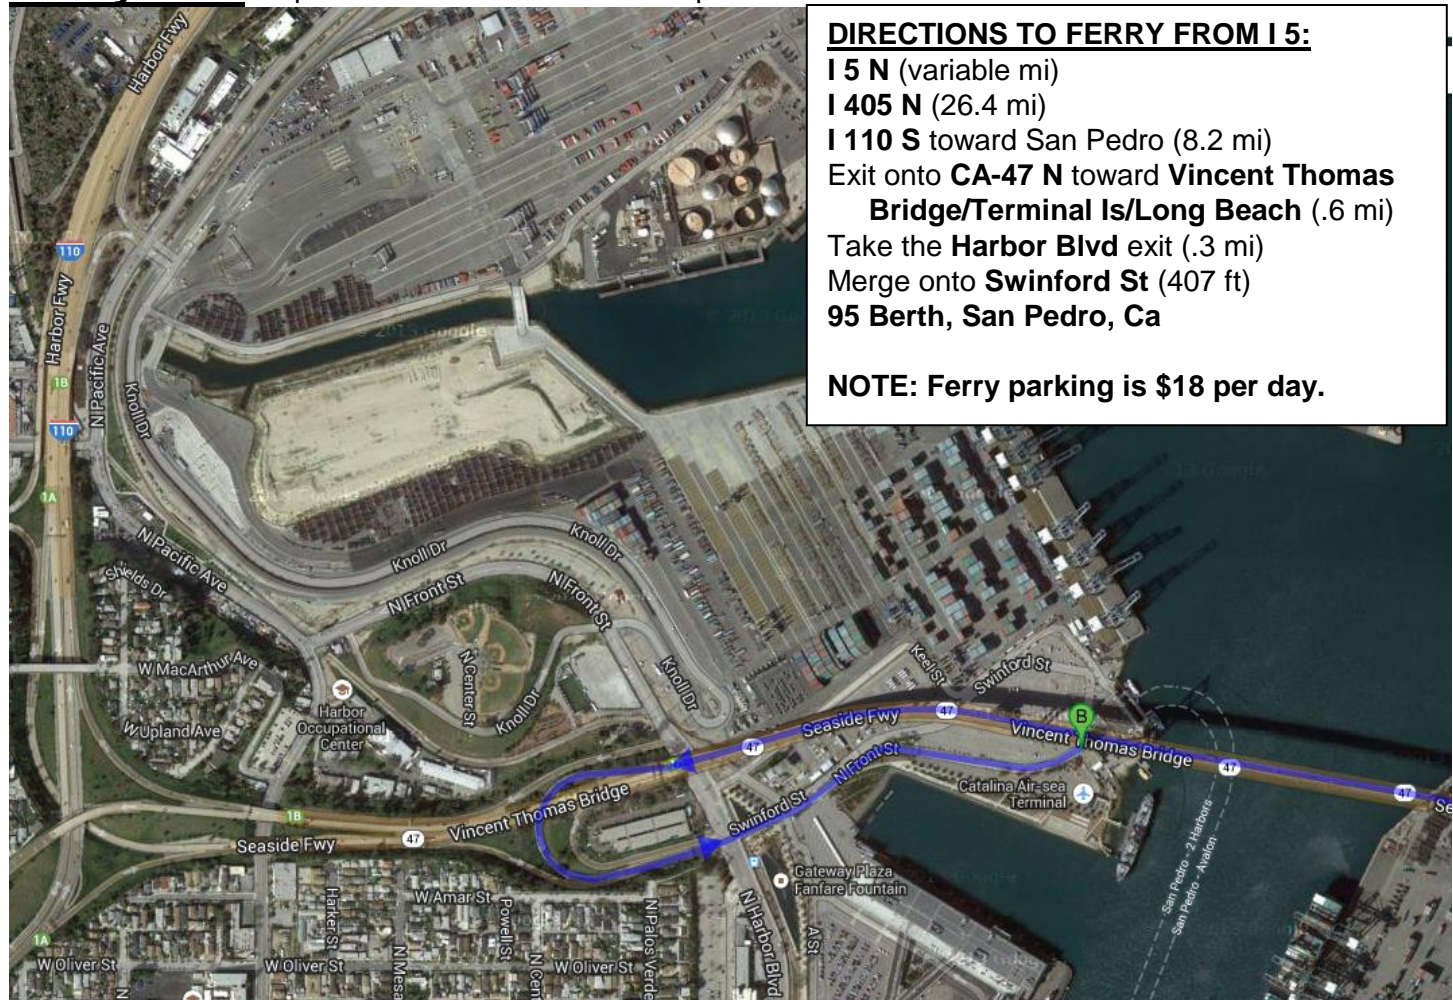 DIRECTIONS TO FERRY FROM I 5:
I 5 N (variable mi)
I 405 N (26.4 mi)
I 110 S toward San Pedro (8.2 mi)
Exit onto CA-47 N toward Vincent Thomas
Bridge/Terminal Is/Long Beach (.6 mi)
Take the Harbor Blvd exit (.3 mi)
Merge onto Swinford St (407 ft)
95 Berth, San Pedro, Ca
NOTE: Ferry parking is $18 per day.
Harbor Fwy
110
Harbor Fwy
N Pacific Ave
1B
Knoll Dr
110
1A
N Pacific Ave
Shields Dr
Knoll Dr
Knoll Dr
N Front St
N Front St
W MacArthur Ave
N Center St
Knoll Dr
Knoll Dr
Keel St
Swinford St
W Upland Ave
Harbor
Occupational
Center
Seaside Fwy
47
47
Vincent Thomas Bridge
B
47
47
N Front St
Catalina Air-sea
Terminal
Vincent Thomas Bridge
Swinford St
1B
Seaside Fwy
47
San Pedro - 2 Harbors
San Pedro - Avalon
Gateway Plaza
Fanfare Fountain
W Amar St
Harker St
Powell St
N Palos Verde
N Harbor Blvd
A St
1A
W Oliver St
W Oliver St
N Mesa
N Cent
W Oliver St